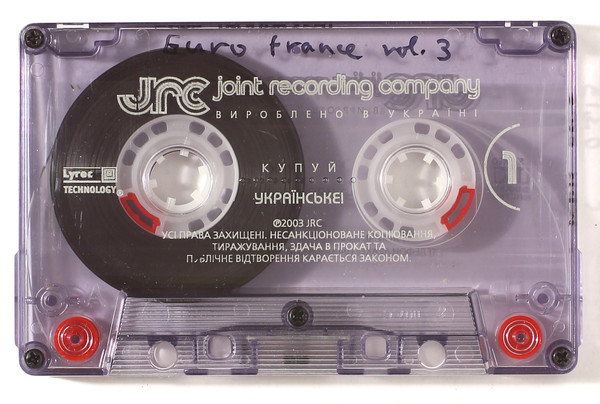 Euro france vol. 3
JRC joint recording company
ВИРОБЛЕНО В УКРАЇНІ
КУПУЙ
Lyrec
TECHNOLOGY®
1
УКРАЇНСЬКЕ!
℗2003 JRC
УСІ ПРАВА ЗАХИЩЕНІ. НЕСАНКЦІОНОВАНЕ КОПІЮВАННЯ,
ТИРАЖУВАННЯ, ЗДАЧА В ПРОКАТ ТА
ПУБЛІЧНЕ ВІДТВОРЕННЯ КАРАЄТЬСЯ ЗАКОНОМ.